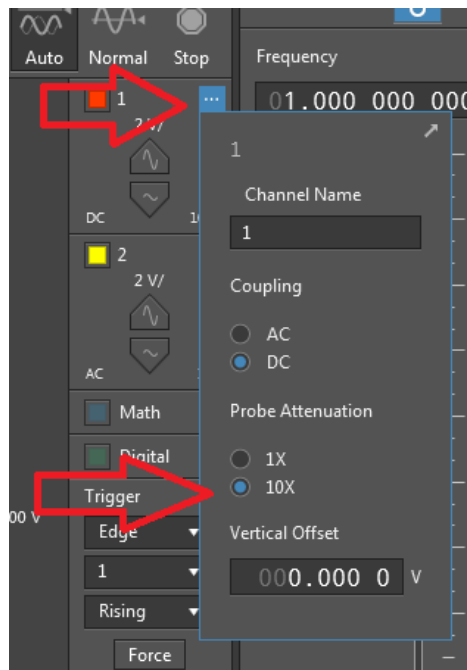 Auto Normal Stop
Frequency
01.000 000 000
1 ...
2 V/
DC
1
Channel Name
1
Coupling
AC
DC
Probe Attenuation
1X
10X
Vertical Offset
000.000 0 V
2
2 V/
AC
Math
Digital
Trigger
00 V
Edge
1
Rising
Force